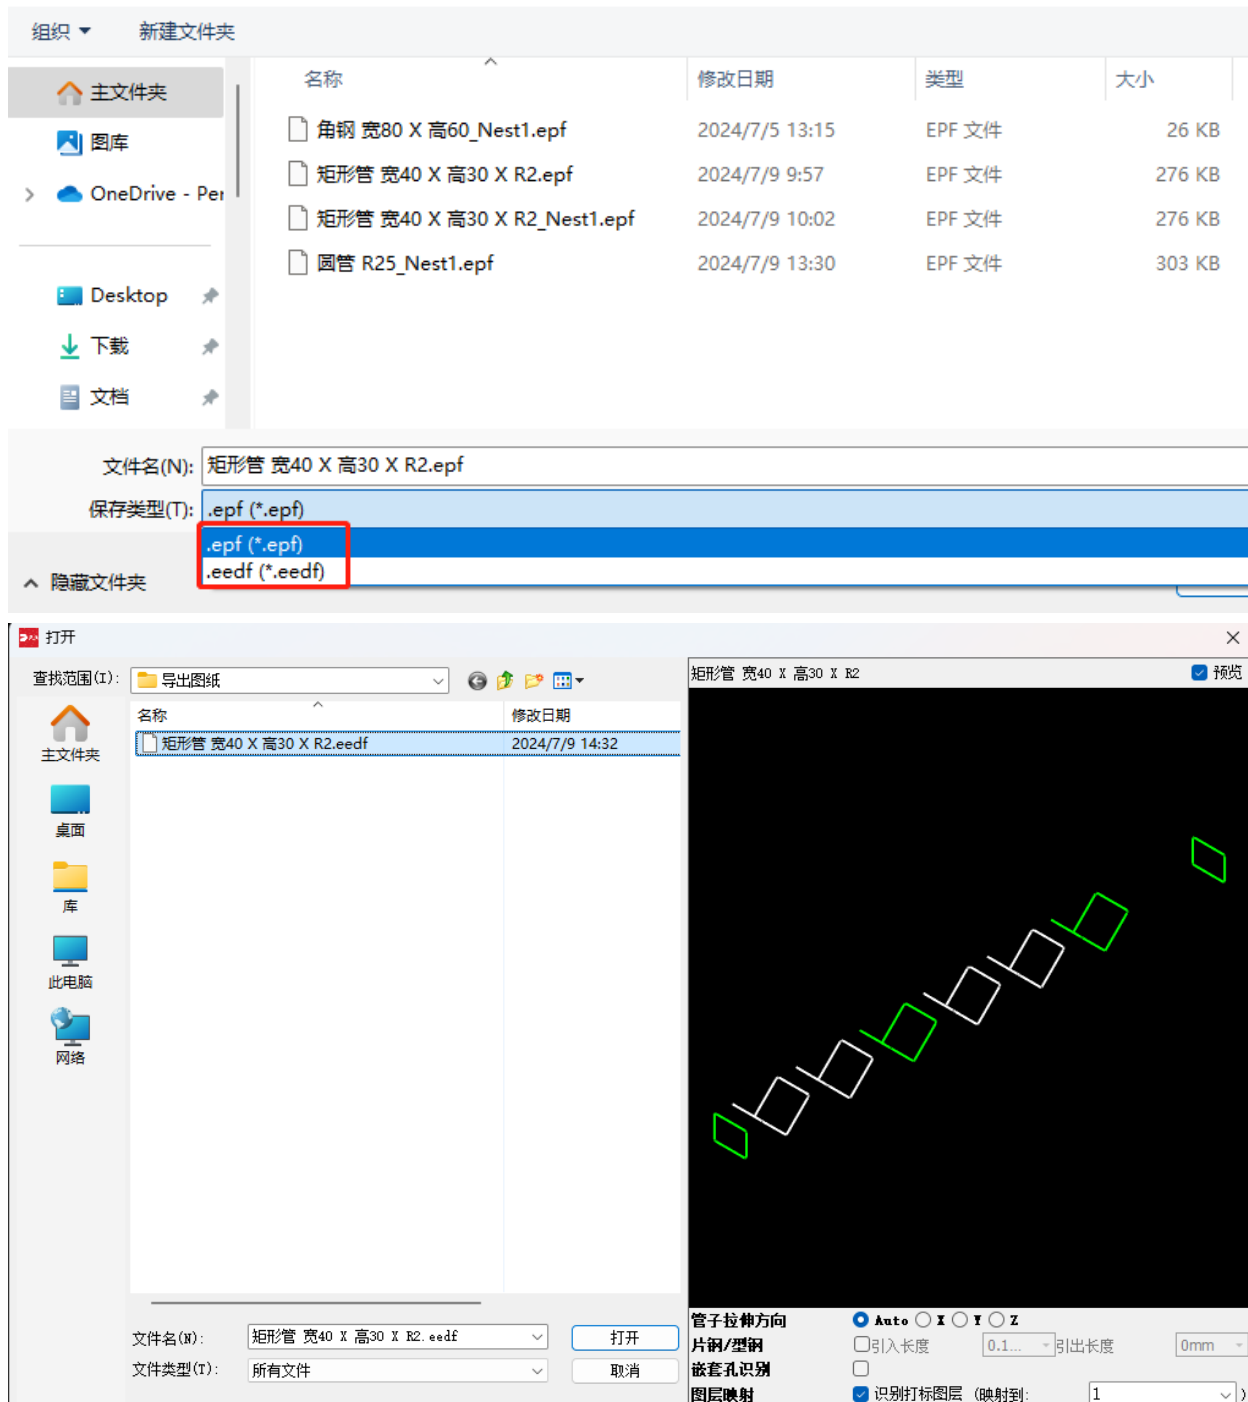 组织 新建文件夹
名称 修改日期 类型 大小
主文件夹
图库
OneDrive - Per
Desktop
下载
文档
角钢 宽80 X 高60_Nest1.epf 2024/7/5 13:15 EPF 文件 26 KB
矩形管 宽40 X 高30 X R2.epf 2024/7/9 9:57 EPF 文件 276 KB
矩形管 宽40 X 高30 X R2_Nest1.epf 2024/7/9 10:02 EPF 文件 276 KB
圆管 R25_Nest1.epf 2024/7/9 13:30 EPF 文件 303 KB
文件名(N): 矩形管 宽40 X 高30 X R2.epf
保存类型(T): .epf (*.epf)
.epf (*.epf)
.eedf (*.eedf)
隐藏文件夹
打开
查找范围(I): 导出图纸
名称 修改日期
矩形管 宽40 X 高30 X R2.eedf 2024/7/9 14:32
主文件夹
桌面
库
此电脑
网络
文件名(N): 矩形管 宽40 X 高30 X R2.eedf 打开
文件类型(T): 所有文件 取消
矩形管 宽40 X 高30 X R2 预览
管子拉伸方向 Auto X Y Z
片钢/型钢 引入长度 0.1... 引出长度 0mm
嵌套孔识别
图层映射 识别打标图层 (映射到: 1 )